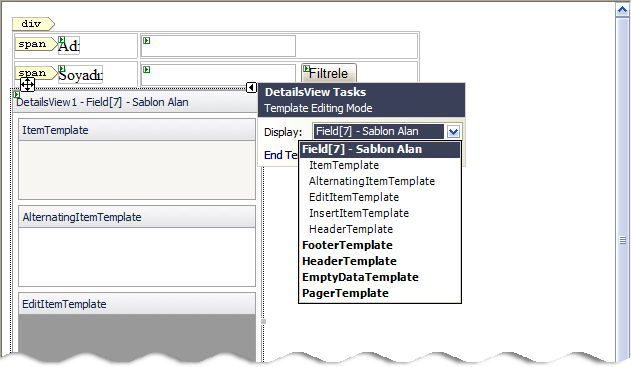 div
span Adı
span Soyadı Filtrele
DetailsView1 - Field[7] - Sablon Alan
ItemTemplate
AlternatingItemTemplate
EditItemTemplate
DetailsView Tasks
Template Editing Mode
Display: Field[7] - Sablon Alan
End Te
Field[7] - Sablon Alan
ItemTemplate
AlternatingItemTemplate
EditItemTemplate
InsertItemTemplate
HeaderTemplate
FooterTemplate
HeaderTemplate
EmptyDataTemplate
PagerTemplate